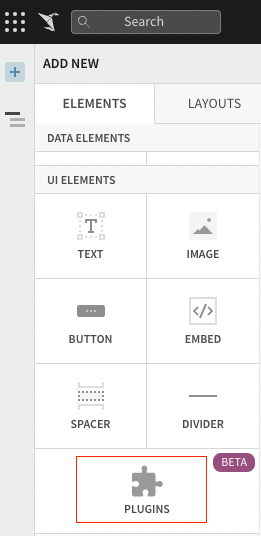 Search
ADD NEW
ELEMENTS LAYOUTS
DATA ELEMENTS
UI ELEMENTS
TEXT IMAGE
BUTTON EMBED
SPACER DIVIDER
BETA
PLUGINS